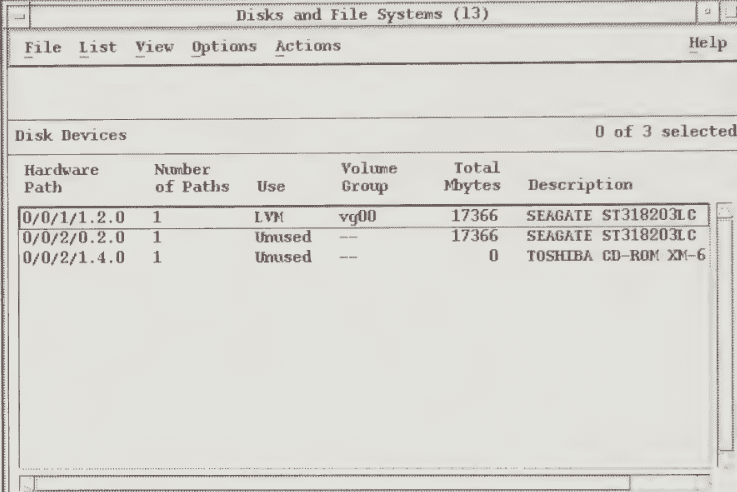 Disks and File Systems (13)
File List View Options Actions Help
Disk Devices 0 of 3 selected
Hardware Number Volume Total
Path of Paths Use Group Mbytes Description
0/0/1/1.2.0 1 LVM vg00 17366 SEAGATE ST318203LC
0/0/2/0.2.0 1 Unused -- 17366 SEAGATE ST318203LC
0/0/2/1.4.0 1 Unused -- 0 TOSHIBA CD-ROM XM-6